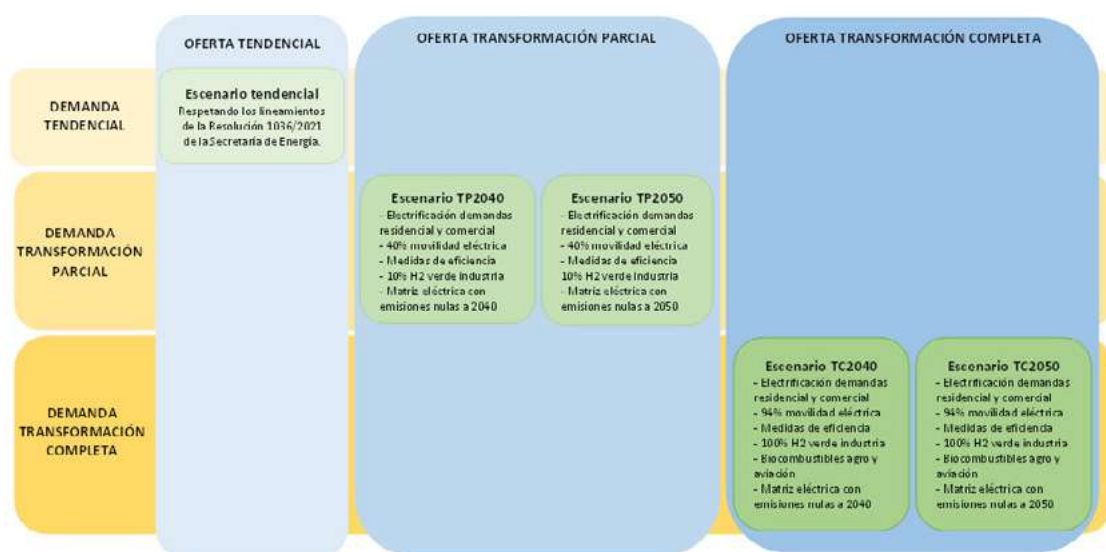 OFERTA TENDENCIAL
OFERTA TRANSFORMACIÓN PARCIAL
OFERTA TRANSFORMACIÓN COMPLETA
DEMANDA
TENDENCIAL
Escenario tendencial
Respetando los lineamientos
de la Resolución 1036/2021
de la Secretaría de Energía.
DEMANDA
TRANSFORMACIÓN
PARCIAL
Escenario TP2040
- Electrificación demandas
residencial y comercial
- 40% movilidad eléctrica
- Medidas de eficiencia
- 10% H2 verde industria
- Matriz eléctrica con
emisiones nulas a 2040
Escenario TP2050
- Electrificación demandas
residencial y comercial
- 40% movilidad eléctrica
- Medidas de eficiencia
10% H2 verde industria
- Matriz eléctrica con
emisiones nulas a 2050
DEMANDA
TRANSFORMACIÓN
COMPLETA
Escenario TC2040
- Electrificación demandas
residencial y comercial
- 94% movilidad eléctrica
- Medidas de eficiencia
- 100% H2 verde industria
- Biocombustibles agro y
aviación
- Matriz eléctrica con
emisiones nulas a 2040
Escenario TC2050
- Electrificación demandas
residencial y comercial
- 94% movilidad eléctrica
- Medidas de eficiencia
- 100% H2 verde industria
- Biocombustibles agro y
aviación
- Matriz eléctrica con
emisiones nulas a 2050